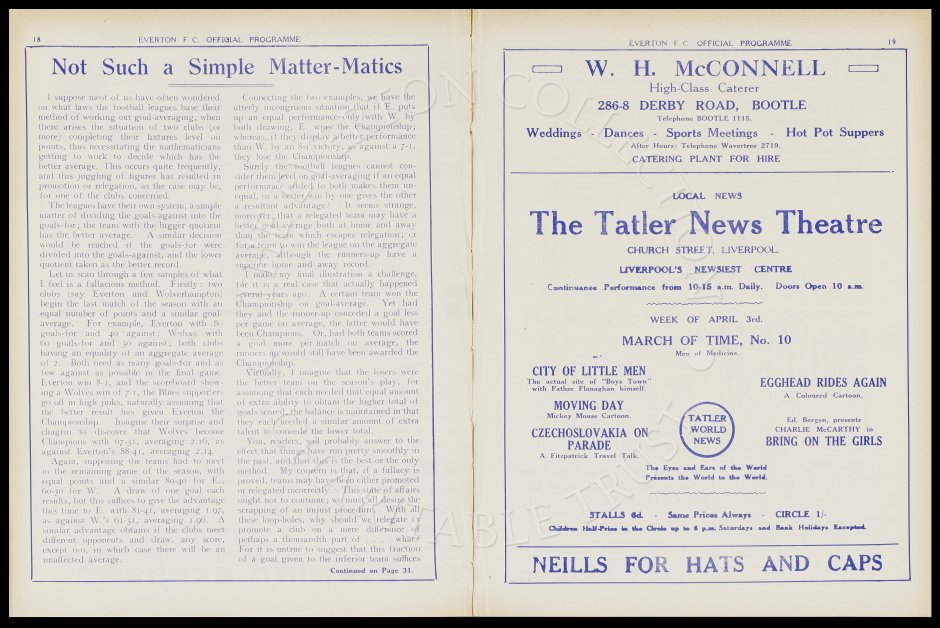 18
EVERTON F.C. OFFICIAL PROGRAMME
Not Such a Simple Matter-Matics
I suppose most of us have often wondered
on what laws the football leagues base their
method of working out goal-averaging, when
there arises the situation of two clubs (or
more) completing their fixtures level on
points, thus necessitating the mathematicians
getting to work to decide which has the
better average. This occurs quite frequently,
and this juggling of figures has resulted in
promotion or relegation, as the case may be,
for one of the clubs concerned.
The leagues have their own system, a simple
matter of dividing the goals-against into the
goals-for; the team with the bigger quotient
has the better average. A similar decision
would be reached if the goals-for were
divided into the goals-against, and the lower
quotient taken as the better record.
Let us scan through a few samples of what
I feel is a fallacious method. Firstly: two
clubs (say Everton and Wolverhampton)
begin the last match of the season with an
equal number of points and a similar goal-
average. For example, Everton with 80
goals-for and 40 against; Wolves with
60 goals-for and 30 against; both clubs
having an equality an aggregate average
of 2. Both need as many goals-for and as
few against as possible in the final game.
Everton win 8-1, and the scoreboard show-
ing a Wolves win of 7-1, the Blues supporters
go off in high jinks, naturally assuming that
the better result has given Everton the
Championship. Imagine their surprise and
chagrin to discover that Wolves become
Champions with 67-31, averaging 2.16, as
against Everton's 88-41, averaging 2.14.
Again, supposing the teams had to meet
in the remaining game of the season, with
equal points and a similar 80-40 for E.,
60-30 for W. A draw of one goal each
results, but this suffices to give the advantage
this time to E. with 81-41, averaging 1.97,
as against W.'s 61-31, averaging 1.96. A
similar advantage obtains if the clubs meet
different opponents and draw, any score,
except 0-0, in which case there will be an
unaffected average.
Connecting the two examples, we have the
utterly incongruous situation that if E. puts
up an equal performance only with W. by
both drawing, E. wins the Championship;
whereas, if they display a better performance
than W. by an 8-1 victory, as against a 7-1,
they lose the Championship.
Surely the football leagues cannot con-
sider them level on goal-averaging if an equal
performance added to both makes them un-
equal, or a better win by one gives the other
a resultant advantage? It seems strange,
moreover, that a relegated team may have a
better goal-average both at home and away
than the team which escapes relegation; or
for a team to win the league on the aggregate
average, although the runners-up have a
superior home and away record.
I make my final illustration a challenge,
for it is a real case that actually happened
several years ago. A certain team won the
Championship on goal-average. Yet had
they and the runner-up conceded a goal less
per game on average, the latter would have
been Champions. Or, had both teams scored
a goal more per match on average, the
runners-up would still have been awarded the
Championship.
Virtually, I imagine that the losers were
the better team on the season's play, for
assuming that each needed that equal amount
of extra ability to obtain the higher total of
goals scored, the balance is maintained in that
they each needed a similar amount of extra
talent to concede the lower total.
You, readers, will probably answer to the
effect that things have run pretty smoothly in
the past, and that this is the best or the only
method. My concern is that, if a fallacy is
proved, teams may have been either promoted
or relegated incorrectly. This state of affairs
ought not to continue; we must all desire the
scrapping of an unjust procedure. With all
these loop-holes, why should we relegate or
promote a club on a mere difference of
perhaps a thousandth part of . . . . what?
For it is untrue to suggest that this fraction
of a goal given to the inferior team suffices
Continued on Page 31.
EVERTON F.C. OFFICIAL PROGRAMME
19
W. H. McCONNELL
High-Class Caterer
286-8 DERBY ROAD, BOOTLE
Telephone BOOTLE 1115.
Weddings - Dances - Sports Meetings - Hot Pot Suppers
After Hours: Telephone Wavertree 2719.
CATERING PLANT FOR HIRE
LOCAL NEWS
The Tatler News Theatre
CHURCH STREET, LIVERPOOL.
LIVERPOOL'S NEWSIEST CENTRE
Continuance Performance from 10-15 a.m. Daily. Doors Open 10 a.m.
WEEK OF APRIL 3rd.
MARCH OF TIME, No. 10
Men of Medicine.
CITY OF LITTLE MEN
The actual site of "Boys Town"
with Father Flanaghan himself.
MOVING DAY
Mickey Mouse Cartoon.
CZECHOSLOVAKIA ON
PARADE
A Fitzpatrick Travel Talk.
TATLER
WORLD
NEWS
EGGHEAD RIDES AGAIN
A Coloured Cartoon.
Ed. Bergen, presents
CHARLIE McCARTHY in
BRING ON THE GIRLS
The Eyes and Ears of the World
Presents the World to the World.
STALLS 6d. - Same Prices Always - CIRCLE 1/-
Children Half-Price in the Circle up to 6 p.m. Saturdays and Bank Holidays Excepted.
NEILLS FOR HATS AND CAPS